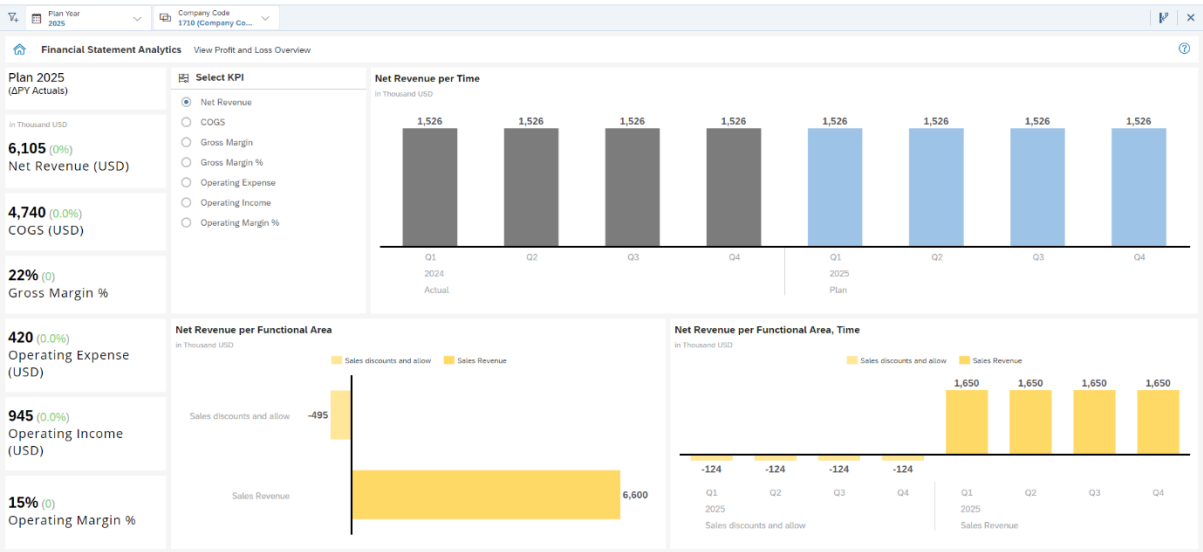 Plan Year
2025
Company Code
1710 (Company Co...
Financial Statement Analytics View Profit and Loss Overview
Plan 2025
(ΔPY Actuals)
in Thousand USD
6,105 (0%)
Net Revenue (USD)
4,740 (0.0%)
COGS (USD)
22% (0)
Gross Margin %
420 (0.0%)
Operating Expense
(USD)
945 (0.0%)
Operating Income
(USD)
15% (0)
Operating Margin %
Select KPI
Net Revenue
COGS
Gross Margin
Gross Margin %
Operating Expense
Operating Income
Operating Margin %
Net Revenue per Time
in Thousand USD
1,526 1,526 1,526 1,526 1,526 1,526 1,526 1,526
Q1 Q2 Q3 Q4 Q1 Q2 Q3 Q4
2024 2025
Actual Plan
Net Revenue per Functional Area
in Thousand USD
Sales discounts and allow Sales Revenue
Sales discounts and allow -495
Sales Revenue 6,600
Net Revenue per Functional Area, Time
in Thousand USD
Sales discounts and allow Sales Revenue
1,650 1,650 1,650 1,650
-124 -124 -124 -124
Q1 Q2 Q3 Q4 Q1 Q2 Q3 Q4
2025 2025
Sales discounts and allow Sales Revenue